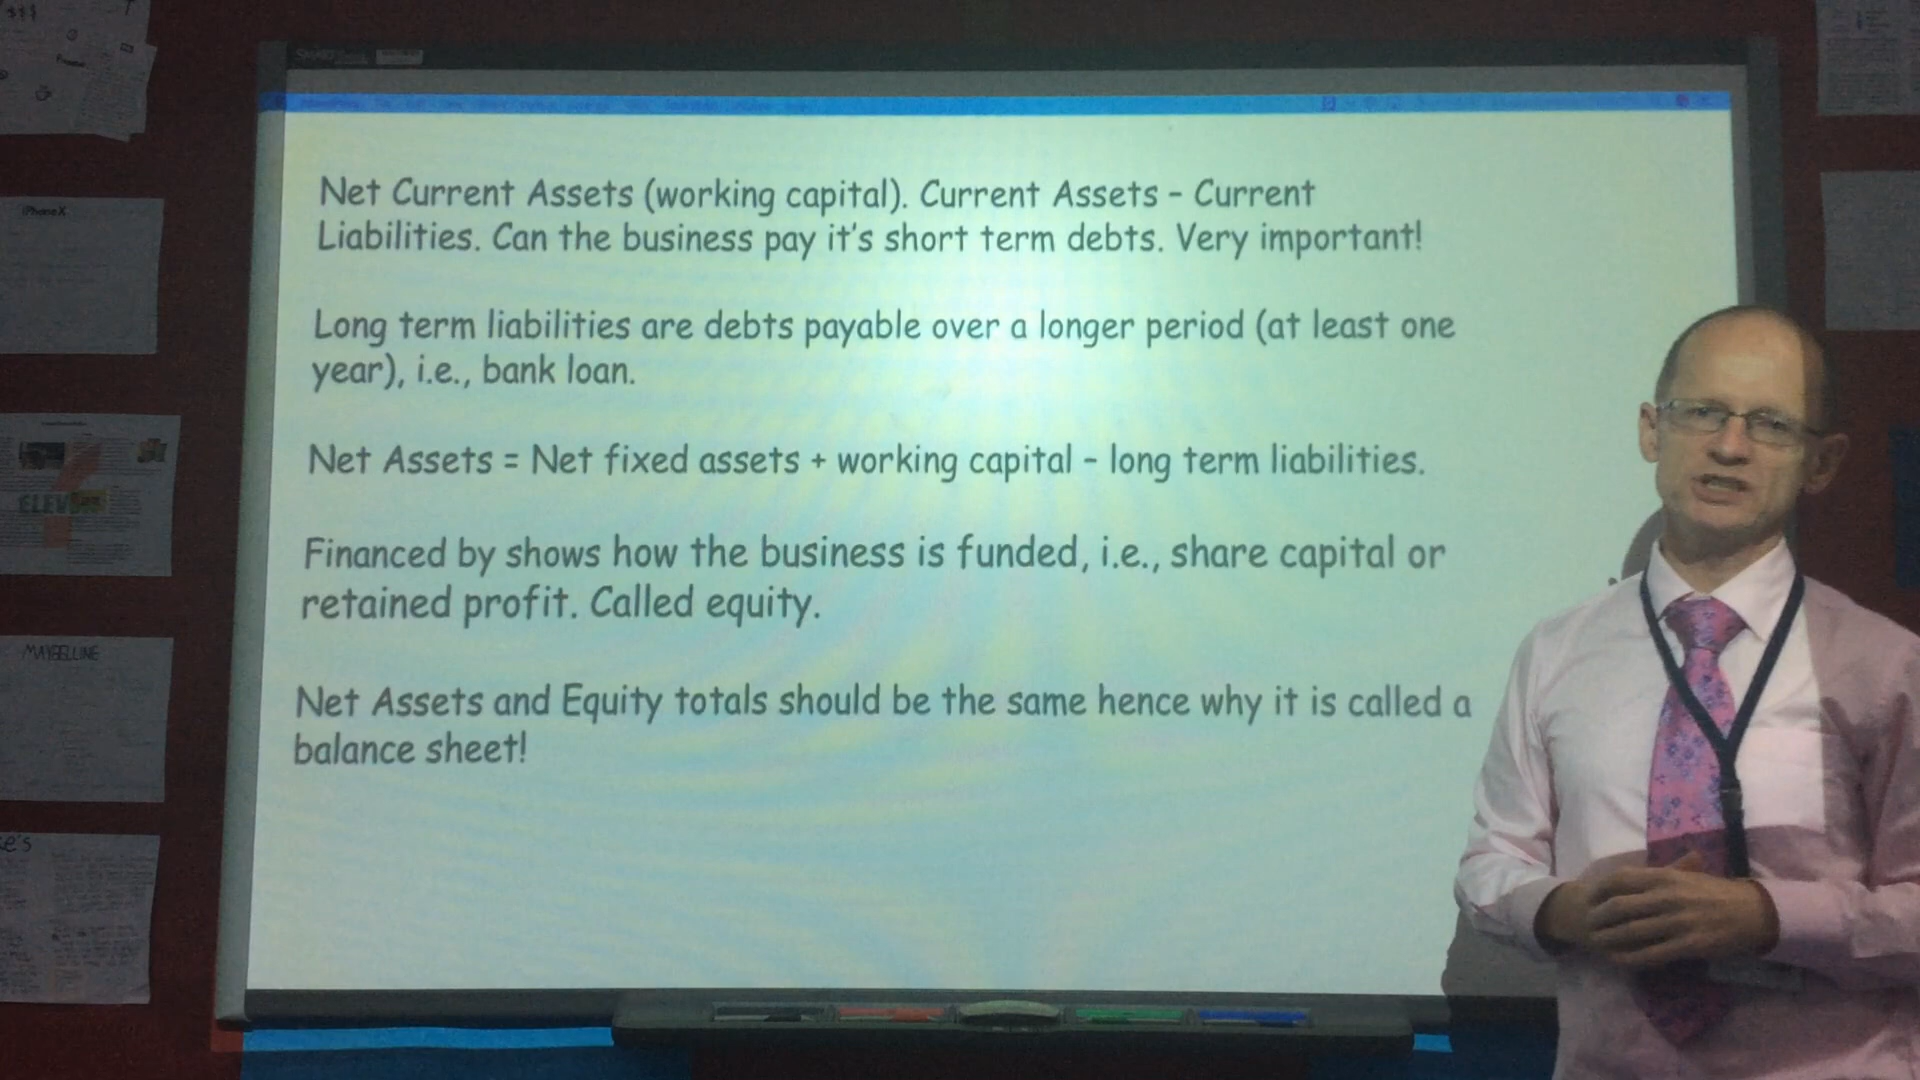 $$$
iPhone X
ELEV
MAYBELLINE
Net Current Assets (working capital). Current Assets – Current
Liabilities. Can the business pay it's short term debts. Very important!
Long term liabilities are debts payable over a longer period (at least one
year), i.e., bank loan.
Net Assets = Net fixed assets + working capital – long term liabilities.
Financed by shows how the business is funded, i.e., share capital or
retained profit. Called equity.
Net Assets and Equity totals should be the same hence why it is called a
balance sheet!